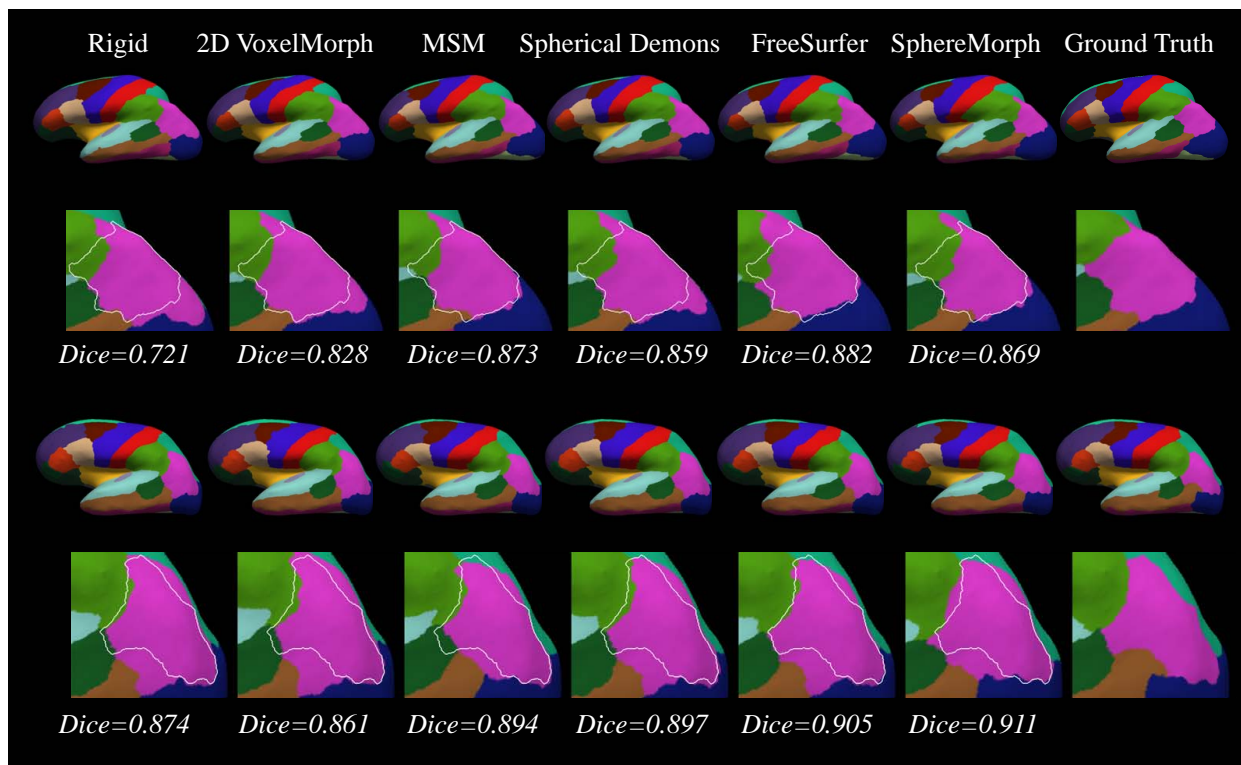 Rigid 2D VoxelMorph MSM Spherical Demons FreeSurfer SphereMorph Ground Truth
Dice=0.721 Dice=0.828 Dice=0.873 Dice=0.859 Dice=0.882 Dice=0.869
Dice=0.874 Dice=0.861 Dice=0.894 Dice=0.897 Dice=0.905 Dice=0.911